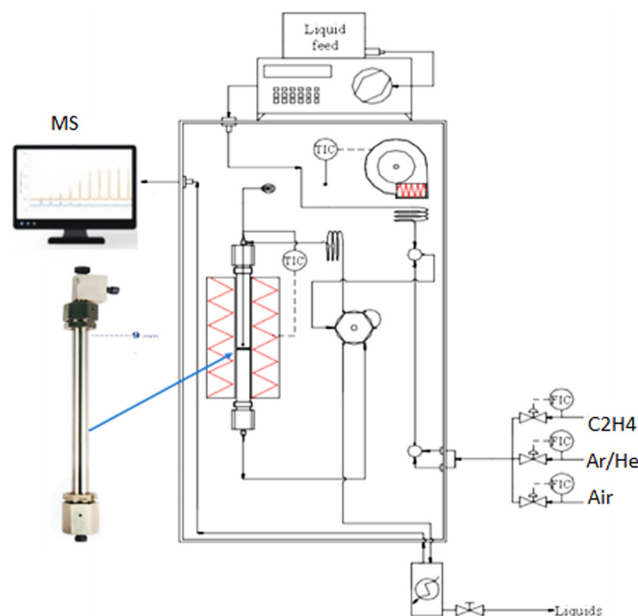 Liquid
feed
MS
TIC
TIC
9 mm
FIC
C2H4
FIC
Ar/He
FIC
Air
Liquids